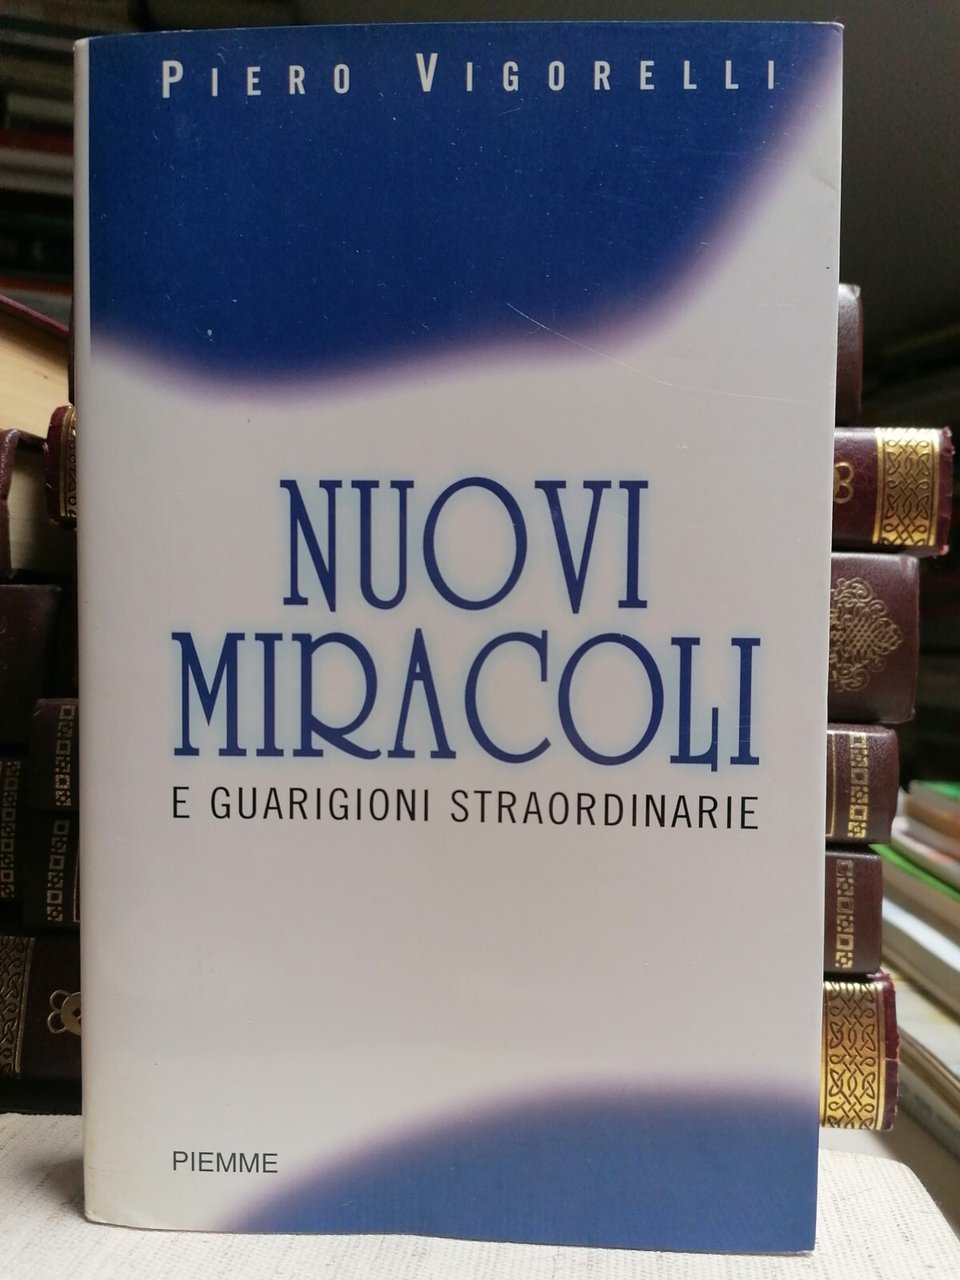 PIERO VIGORELLI
NUOVI
MIRACOLI
E GUARIGIONI STRAORDINARIE
PIEMME